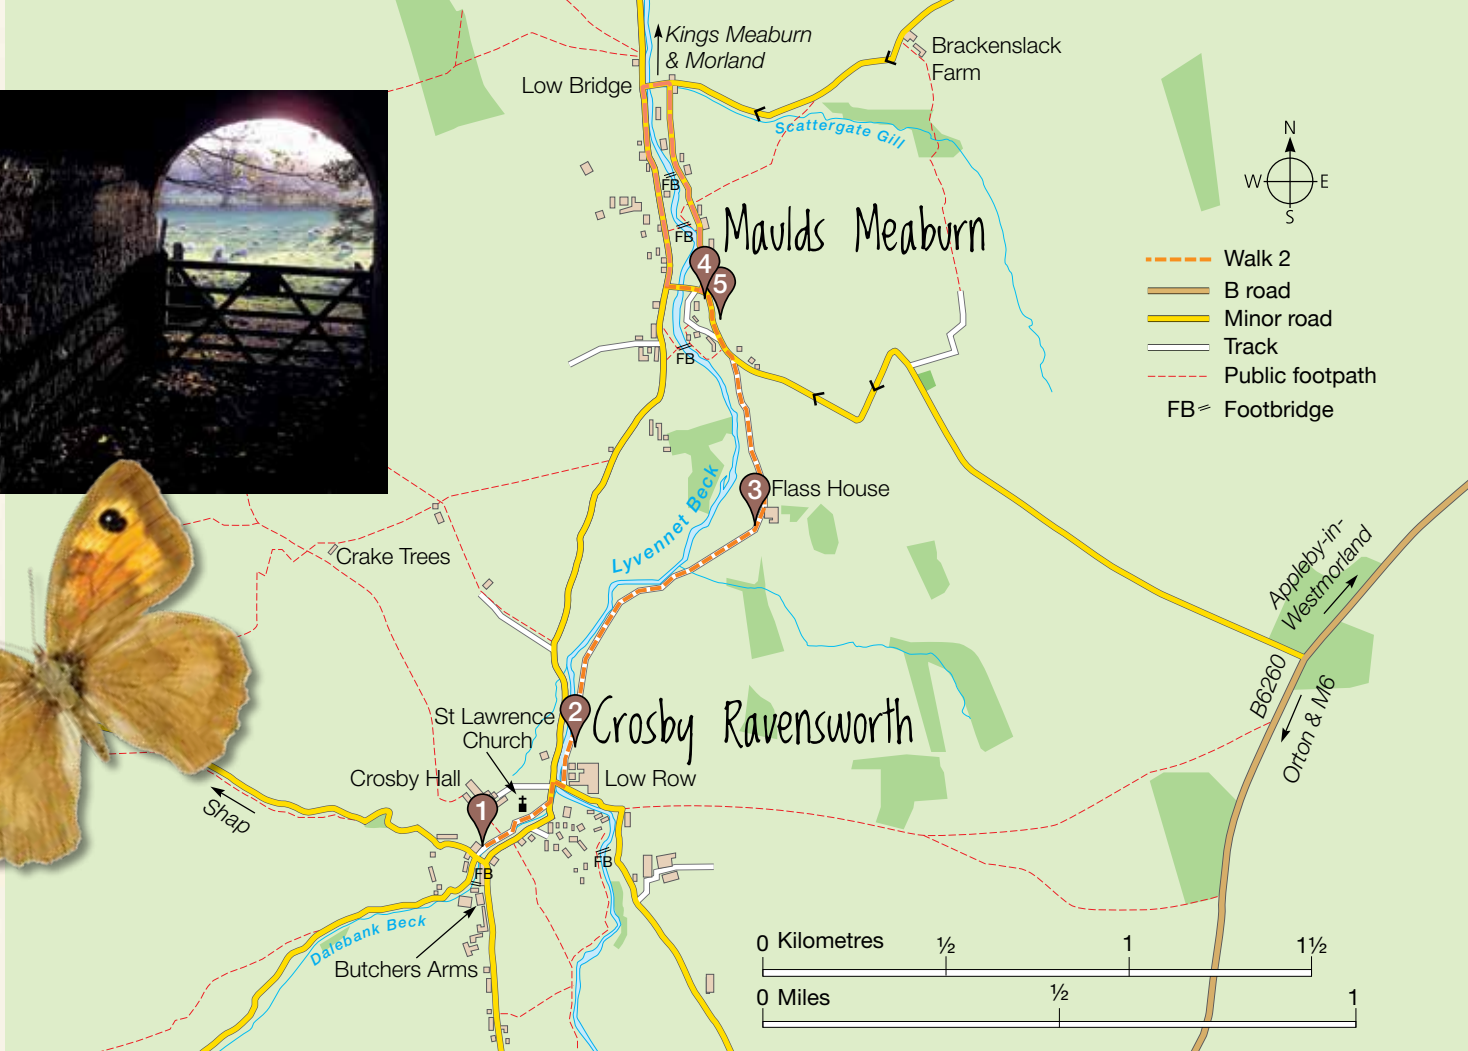 Kings Meaburn
& Morland
Brackenslack
Farm
Low Bridge
Scattergate Gill
N
W
E
S
FB
FB
Maulds Meaburn
4
5
Walk 2
B road
Minor road
Track
Public footpath
FB
Footbridge
FB
3
Flass House
Lyvennet Beck
Crake Trees
Appleby-in-
Westmorland
B6260
Orton & M6
2
Crosby Ravensworth
St Lawrence
Church
Crosby Hall
Low Row
1
Shap
FB
FB
Dalebank Beck
Butchers Arms
0 Kilometres ½ 1 1½
0 Miles ½ 1